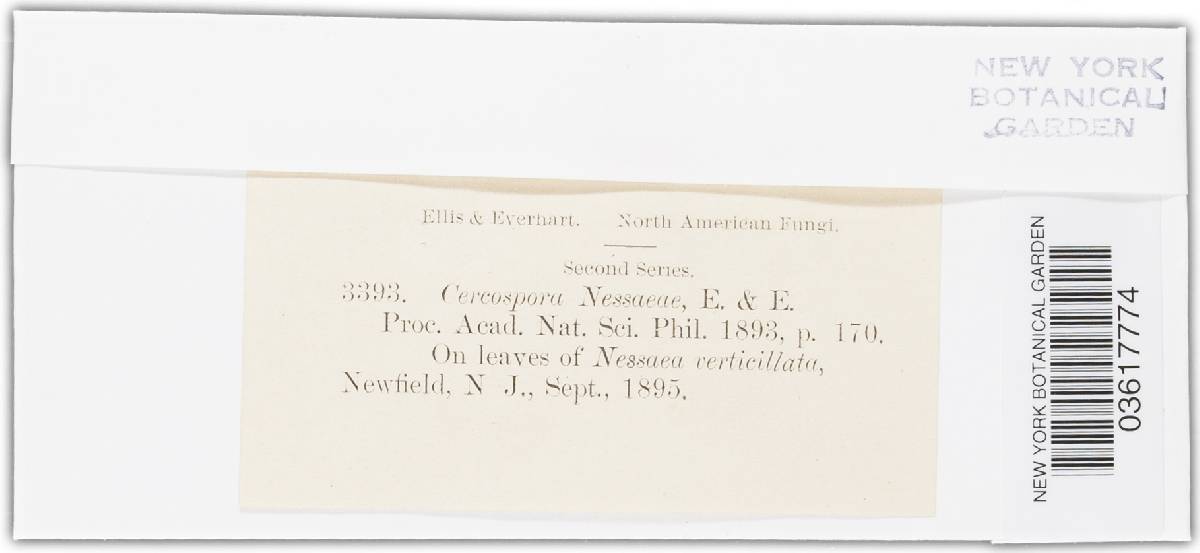 NEW YORK
BOTANICAL
GARDEN
Ellis & Everhart. North American Fungi.
Second Series.
3393. Cercospora Nessaeae, E. & E.
Proc. Acad. Nat. Sci. Phil. 1893, p. 170.
On leaves of Nessaea verticillata,
Newfield, N J., Sept., 1895.
NEW YORK BOTANICAL GARDEN
03617774